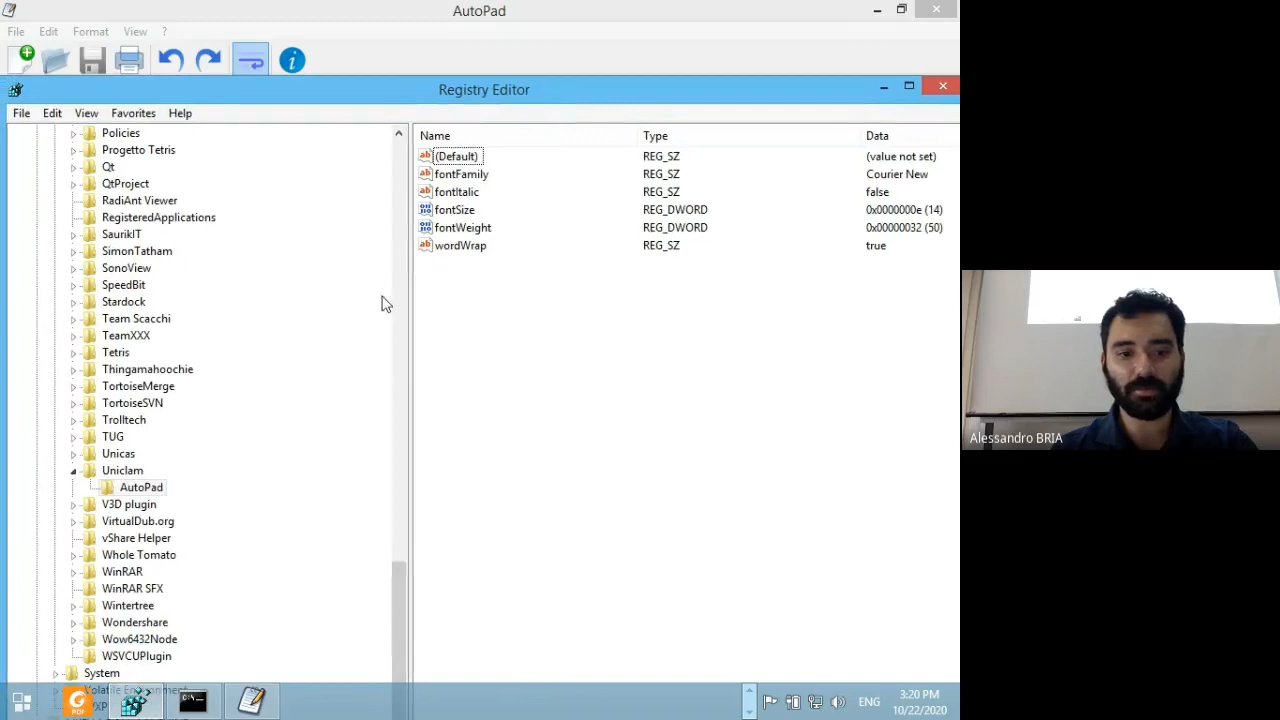 AutoPad
File Edit Format View ?
Registry Editor
File Edit View Favorites Help
Policies
Progetto Tetris
Qt
QtProject
RadiAnt Viewer
RegisteredApplications
SaurikIT
SimonTatham
SonoView
SpeedBit
Stardock
Team Scacchi
TeamXXX
Tetris
Thingamahoochie
TortoiseMerge
TortoiseSVN
Trolltech
TUG
Unicas
Uniclam
AutoPad
V3D plugin
VirtualDub.org
vShare Helper
Whole Tomato
WinRAR
WinRAR SFX
Wintertree
Wondershare
Wow6432Node
WSVCUPlugin
System
Volatile Environment
Name Type Data
(Default) REG_SZ (value not set)
fontFamily REG_SZ Courier New
fontItalic REG_SZ false
fontSize REG_DWORD 0x0000000e (14)
fontWeight REG_DWORD 0x00000032 (50)
wordWrap REG_SZ true
Alessandro BRIA
PDF
C:\
ENG
3:20 PM
10/22/2020